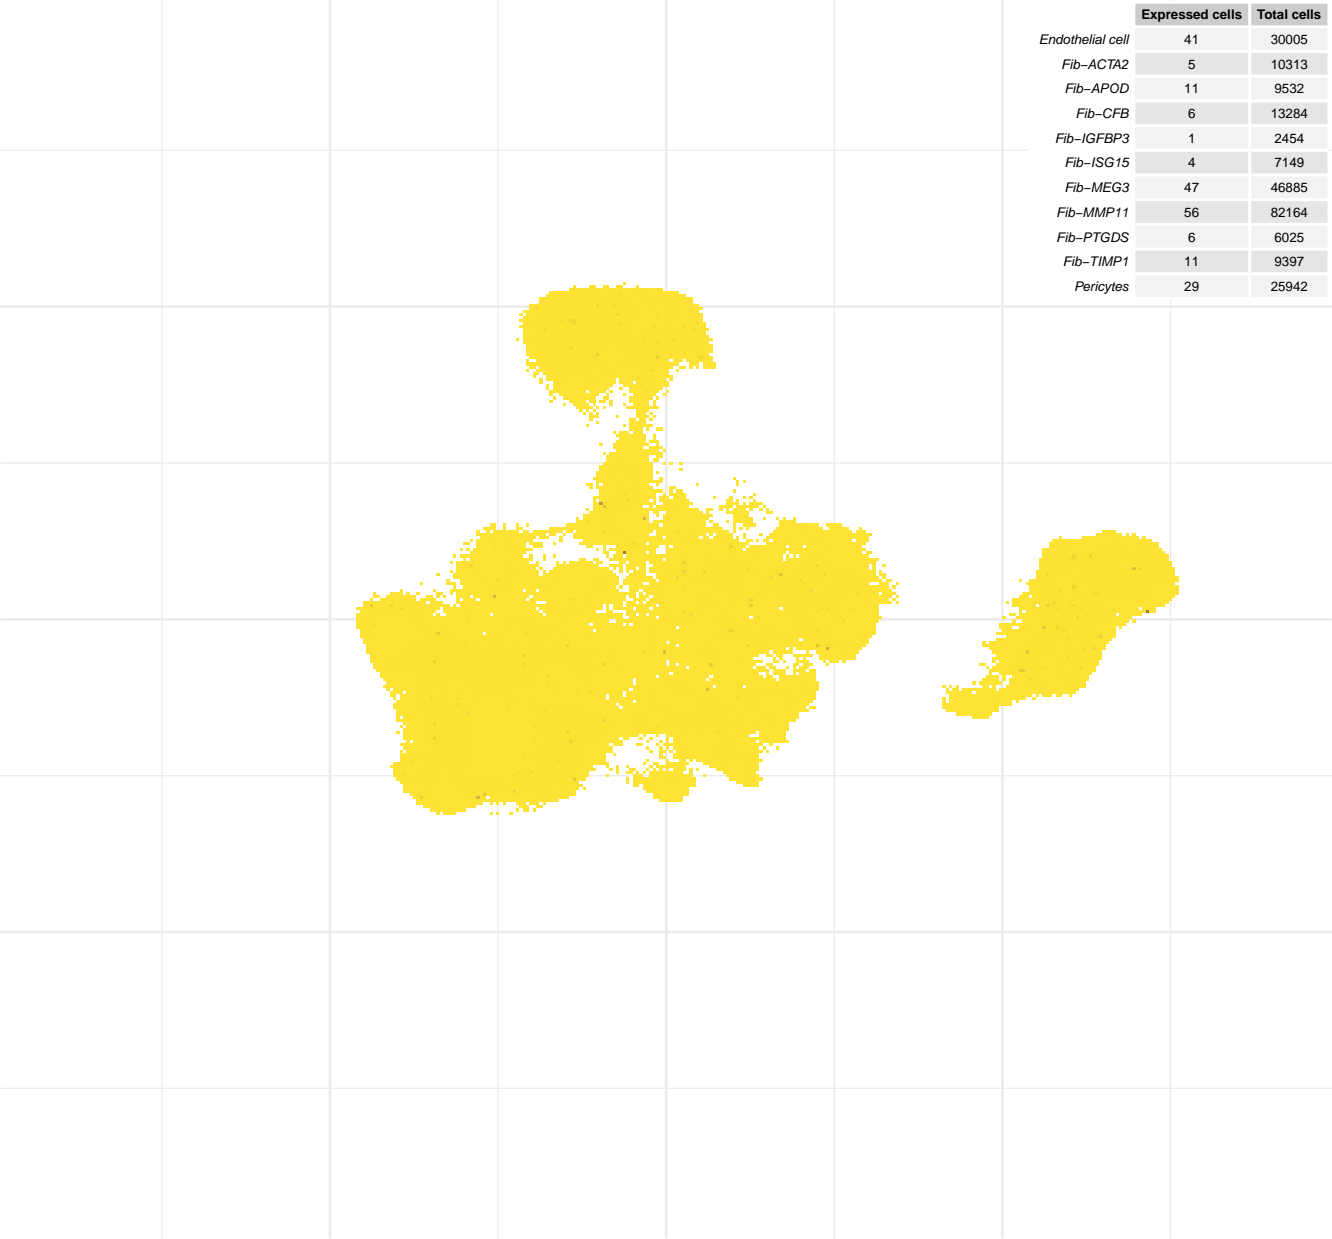 Expressed cells Total cells
Endothelial cell 41 30005
Fib−ACTA2 5 10313
Fib−APOD 11 9532
Fib−CFB 6 13284
Fib−IGFBP3 1 2454
Fib−ISG15 4 7149
Fib−MEG3 47 46885
Fib−MMP11 56 82164
Fib−PTGDS 6 6025
Fib−TIMP1 11 9397
Pericytes 29 25942